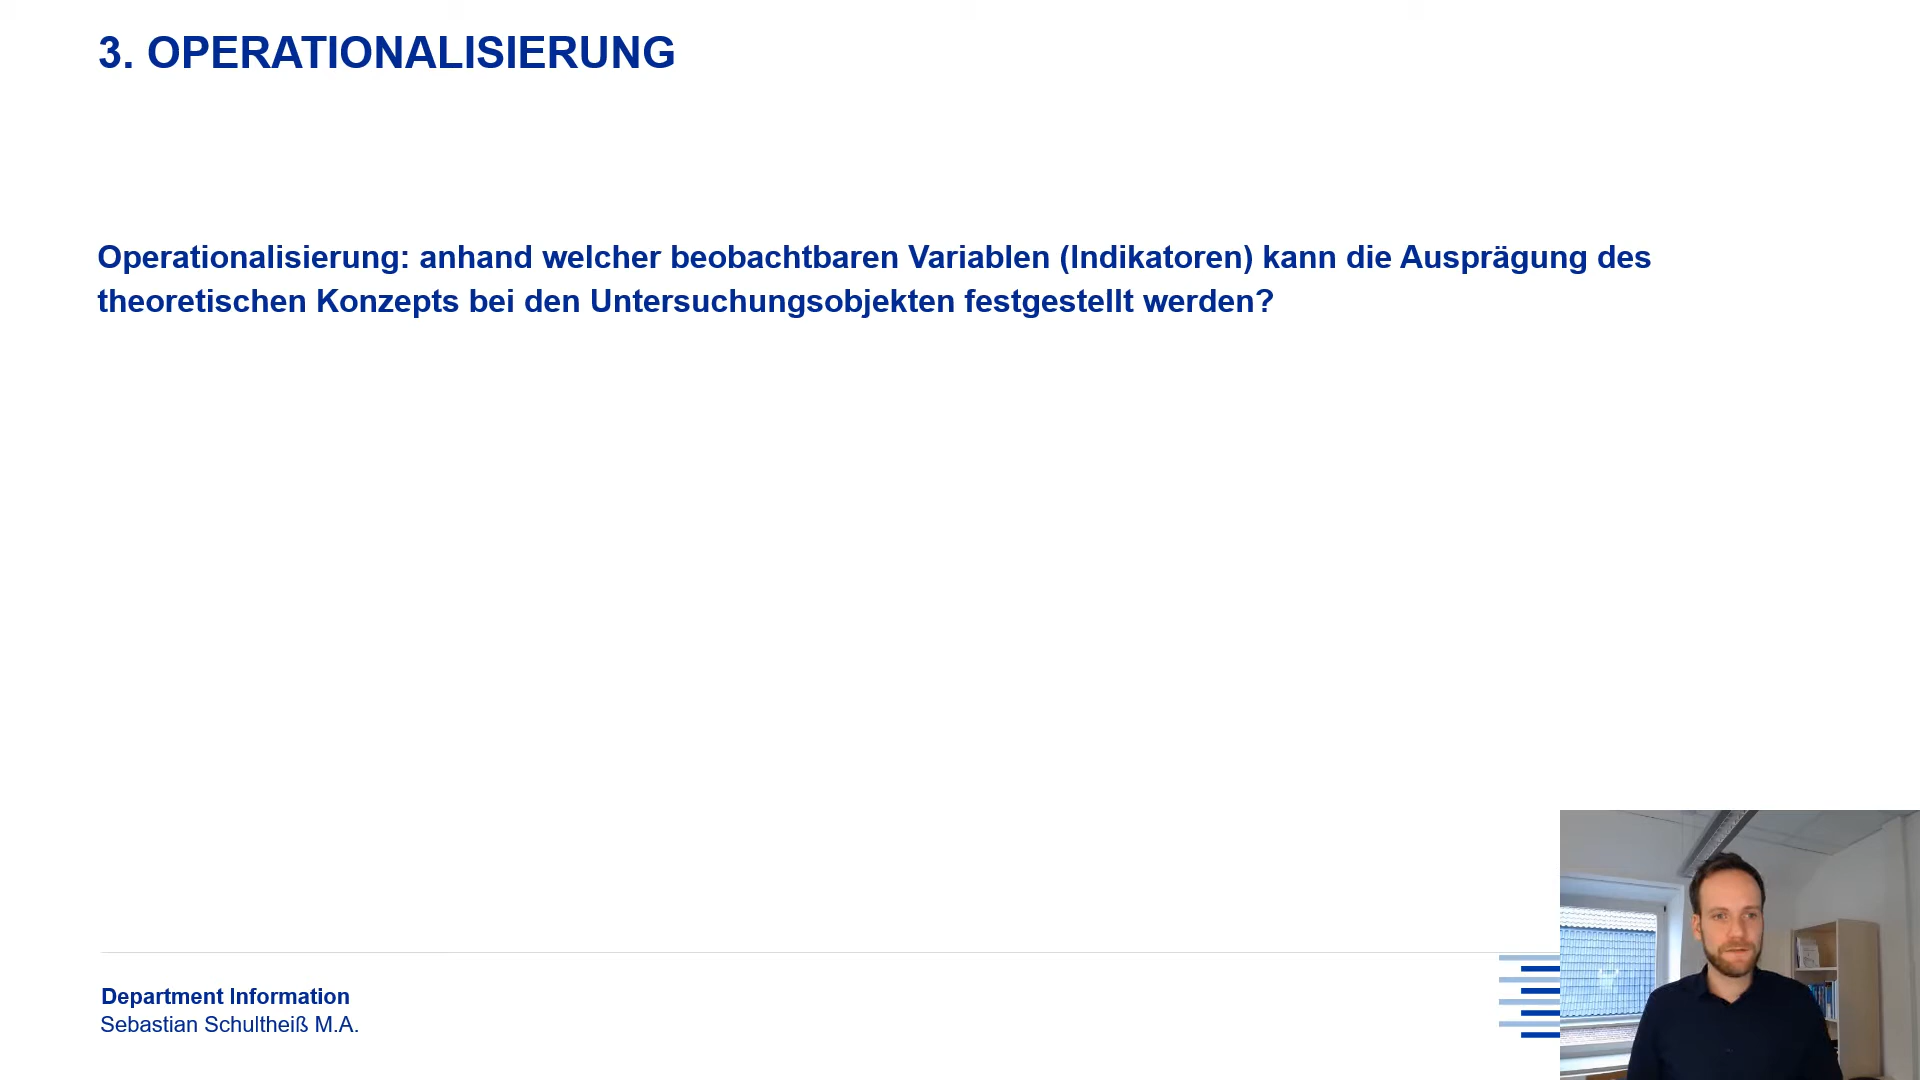 3. OPERATIONALISIERUNG
Operationalisierung: anhand welcher beobachtbaren Variablen (Indikatoren) kann die Ausprägung des
theoretischen Konzepts bei den Untersuchungsobjekten festgestellt werden?
Department Information
Sebastian Schultheiß M.A.